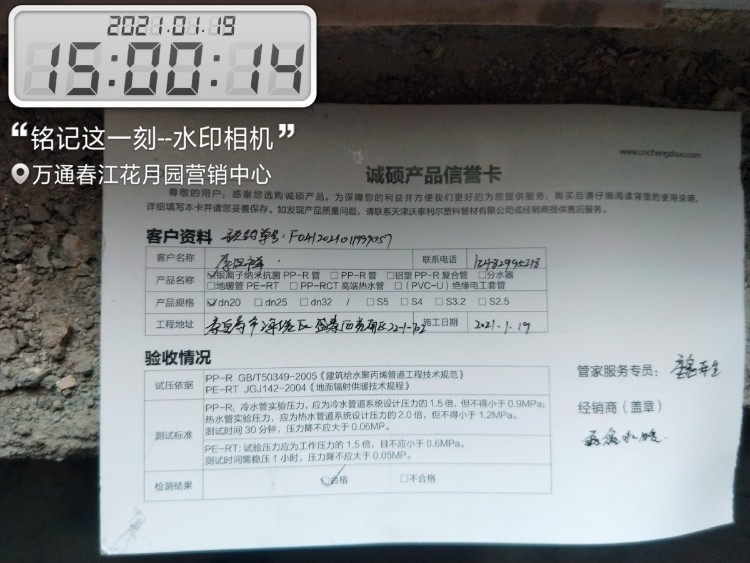 2021.01.19
15:00:14
“铭记这一刻--水印相机”
万通春江花月园营销中心
www.cnchengshuo.com
诚硕产品信誉卡
尊敬的用户：感谢您选购诚硕产品，为保障您的利益并方便我们更好的为您提供服务，购买后请仔细阅读背面的使用说明，
详细填写本卡并请您妥善保存。如发现产品质量问题，请联系天津沃泰利尔塑料管材有限公司或经销商提供售后服务。
客户资料
客户名称
联系电话
产品名称
☑银离子纳米抗菌 PP-R 管 □PP-R 管 □铝塑 PP-R 复合管 □分水器
□地暖管 PE-RT □PP-RCT 高端热水管 □(PVC-U) 绝缘电工套管
产品规格 ☑dn20 □dn25 □dn32 / □S5 □S4 □S3.2 □S2.5
工程地址
施工日期 2021.1.19
验收情况
试压依据
PP-R GB/T50349-2005《建筑给水聚丙烯管道工程技术规范》
PE-RT JGJ142-2004《地面辐射供暖技术规程》
测试标准
PP-R：冷水管实验压力，应为冷水管道系统设计压力的 1.5 倍，但不得小于 0.9MPa；
热水管实验压力，应为热水管道系统设计压力的 2.0 倍，但不得小于 1.2MPa。
测试时间 30 分钟，压力降不应大于 0.06MP。
PE-RT：试验压力应为工作压力的 1.5 倍，且不应小于 0.6MPa。
测试时间需稳压 1 小时，压力降不应大于 0.05MP。
检测结果 ☑合格 □不合格
管家服务专员：
经销商（盖章）